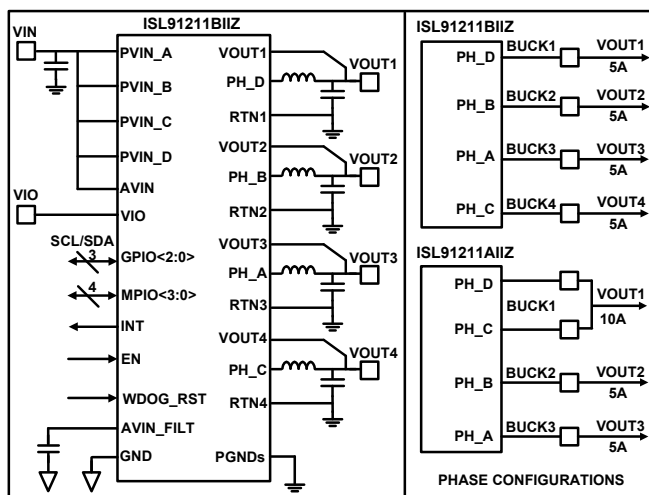 ISL91211BIIZ
VIN
PVIN_A
PVIN_B
PVIN_C
PVIN_D
AVIN
VIO
VIO
SCL/SDA
3
GPIO<2:0>
4
MPIO<3:0>
INT
EN
WDOG_RST
AVIN_FILT
GND
VOUT1
PH_D
VOUT1
RTN1
VOUT2
PH_B
VOUT2
RTN2
VOUT3
PH_A
VOUT3
RTN3
VOUT4
PH_C
VOUT4
RTN4
PGNDs
ISL91211BIIZ
PH_D
BUCK1
VOUT1
5A
PH_B
BUCK2
VOUT2
5A
PH_A
BUCK3
VOUT3
5A
PH_C
BUCK4
VOUT4
5A
ISL91211AIIZ
PH_D
BUCK1
VOUT1
10A
PH_C
PH_B
BUCK2
VOUT2
5A
PH_A
BUCK3
VOUT3
5A
PHASE CONFIGURATIONS